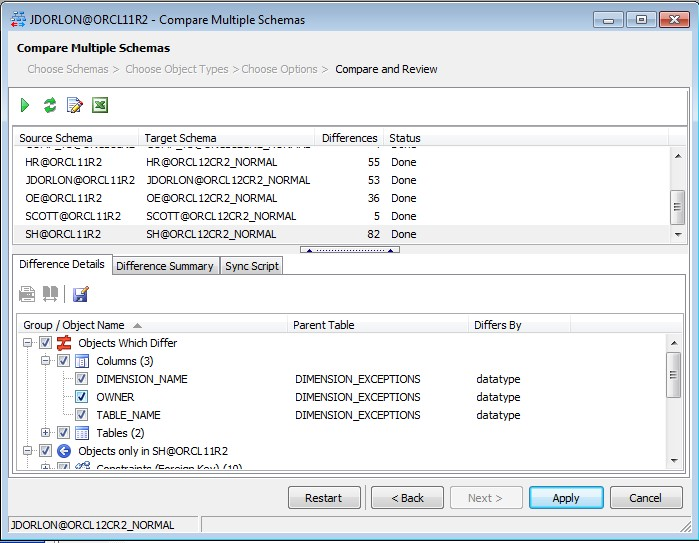 JDORLON@ORCL11R2 - Compare Multiple Schemas
Compare Multiple Schemas
Choose Schemas > Choose Object Types > Choose Options > Compare and Review
Source Schema Target Schema Differences Status
HR@ORCL11R2 HR@ORCL12CR2_NORMAL 55 Done
JDORLON@ORCL11R2 JDORLON@ORCL12CR2_NORMAL 53 Done
OE@ORCL11R2 OE@ORCL12CR2_NORMAL 36 Done
SCOTT@ORCL11R2 SCOTT@ORCL12CR2_NORMAL 5 Done
SH@ORCL11R2 SH@ORCL12CR2_NORMAL 82 Done
Difference Details Difference Summary Sync Script
Group / Object Name Parent Table Differs By
Objects Which Differ
Columns (3)
DIMENSION_NAME DIMENSION_EXCEPTIONS datatype
OWNER DIMENSION_EXCEPTIONS datatype
TABLE_NAME DIMENSION_EXCEPTIONS datatype
Tables (2)
Objects only in SH@ORCL11R2
Constraints (Foreign Key) (10)
Restart < Back Next > Apply Cancel
JDORLON@ORCL12CR2_NORMAL